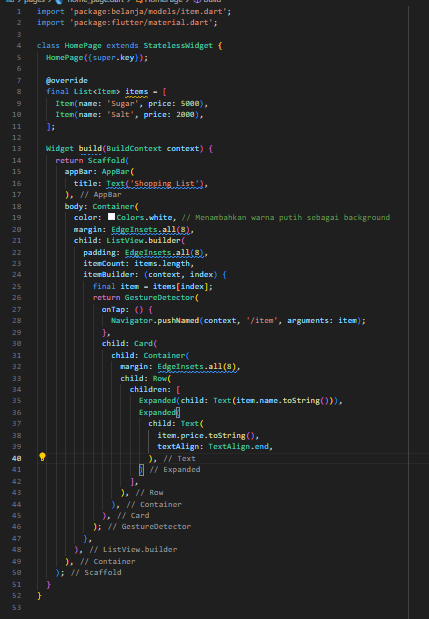 lib > pages > home_page.dart > HomePage > build
1 import 'package:belanja/models/item.dart';
2 import 'package:flutter/material.dart';
3
4 class HomePage extends StatelessWidget {
5 HomePage({super.key});
6
7 @override
8 final List<Item> items = [
9 Item(name: 'Sugar', price: 5000),
10 Item(name: 'Salt', price: 2000),
11 ];
12
13 Widget build(BuildContext context) {
14 return Scaffold(
15 appBar: AppBar(
16 title: Text('Shopping List'),
17 ), // AppBar
18 body: Container(
19 color: Colors.white, // Menambahkan warna putih sebagai background
20 margin: EdgeInsets.all(8),
21 child: ListView.builder(
22 padding: EdgeInsets.all(8),
23 itemCount: items.length,
24 itemBuilder: (context, index) {
25 final item = items[index];
26 return GestureDetector(
27 onTap: () {
28 Navigator.pushNamed(context, '/item', arguments: item);
29 },
30 child: Card(
31 child: Container(
32 margin: EdgeInsets.all(8),
33 child: Row(
34 children: [
35 Expanded(child: Text(item.name.toString())),
36 Expanded(
37 child: Text(
38 item.price.toString(),
39 textAlign: TextAlign.end,
40 ), // Text
41 ) // Expanded
42 ],
43 ), // Row
44 ), // Container
45 ), // Card
46 ); // GestureDetector
47 },
48 ), // ListView.builder
49 ), // Container
50 ); // Scaffold
51 }
52 }
53